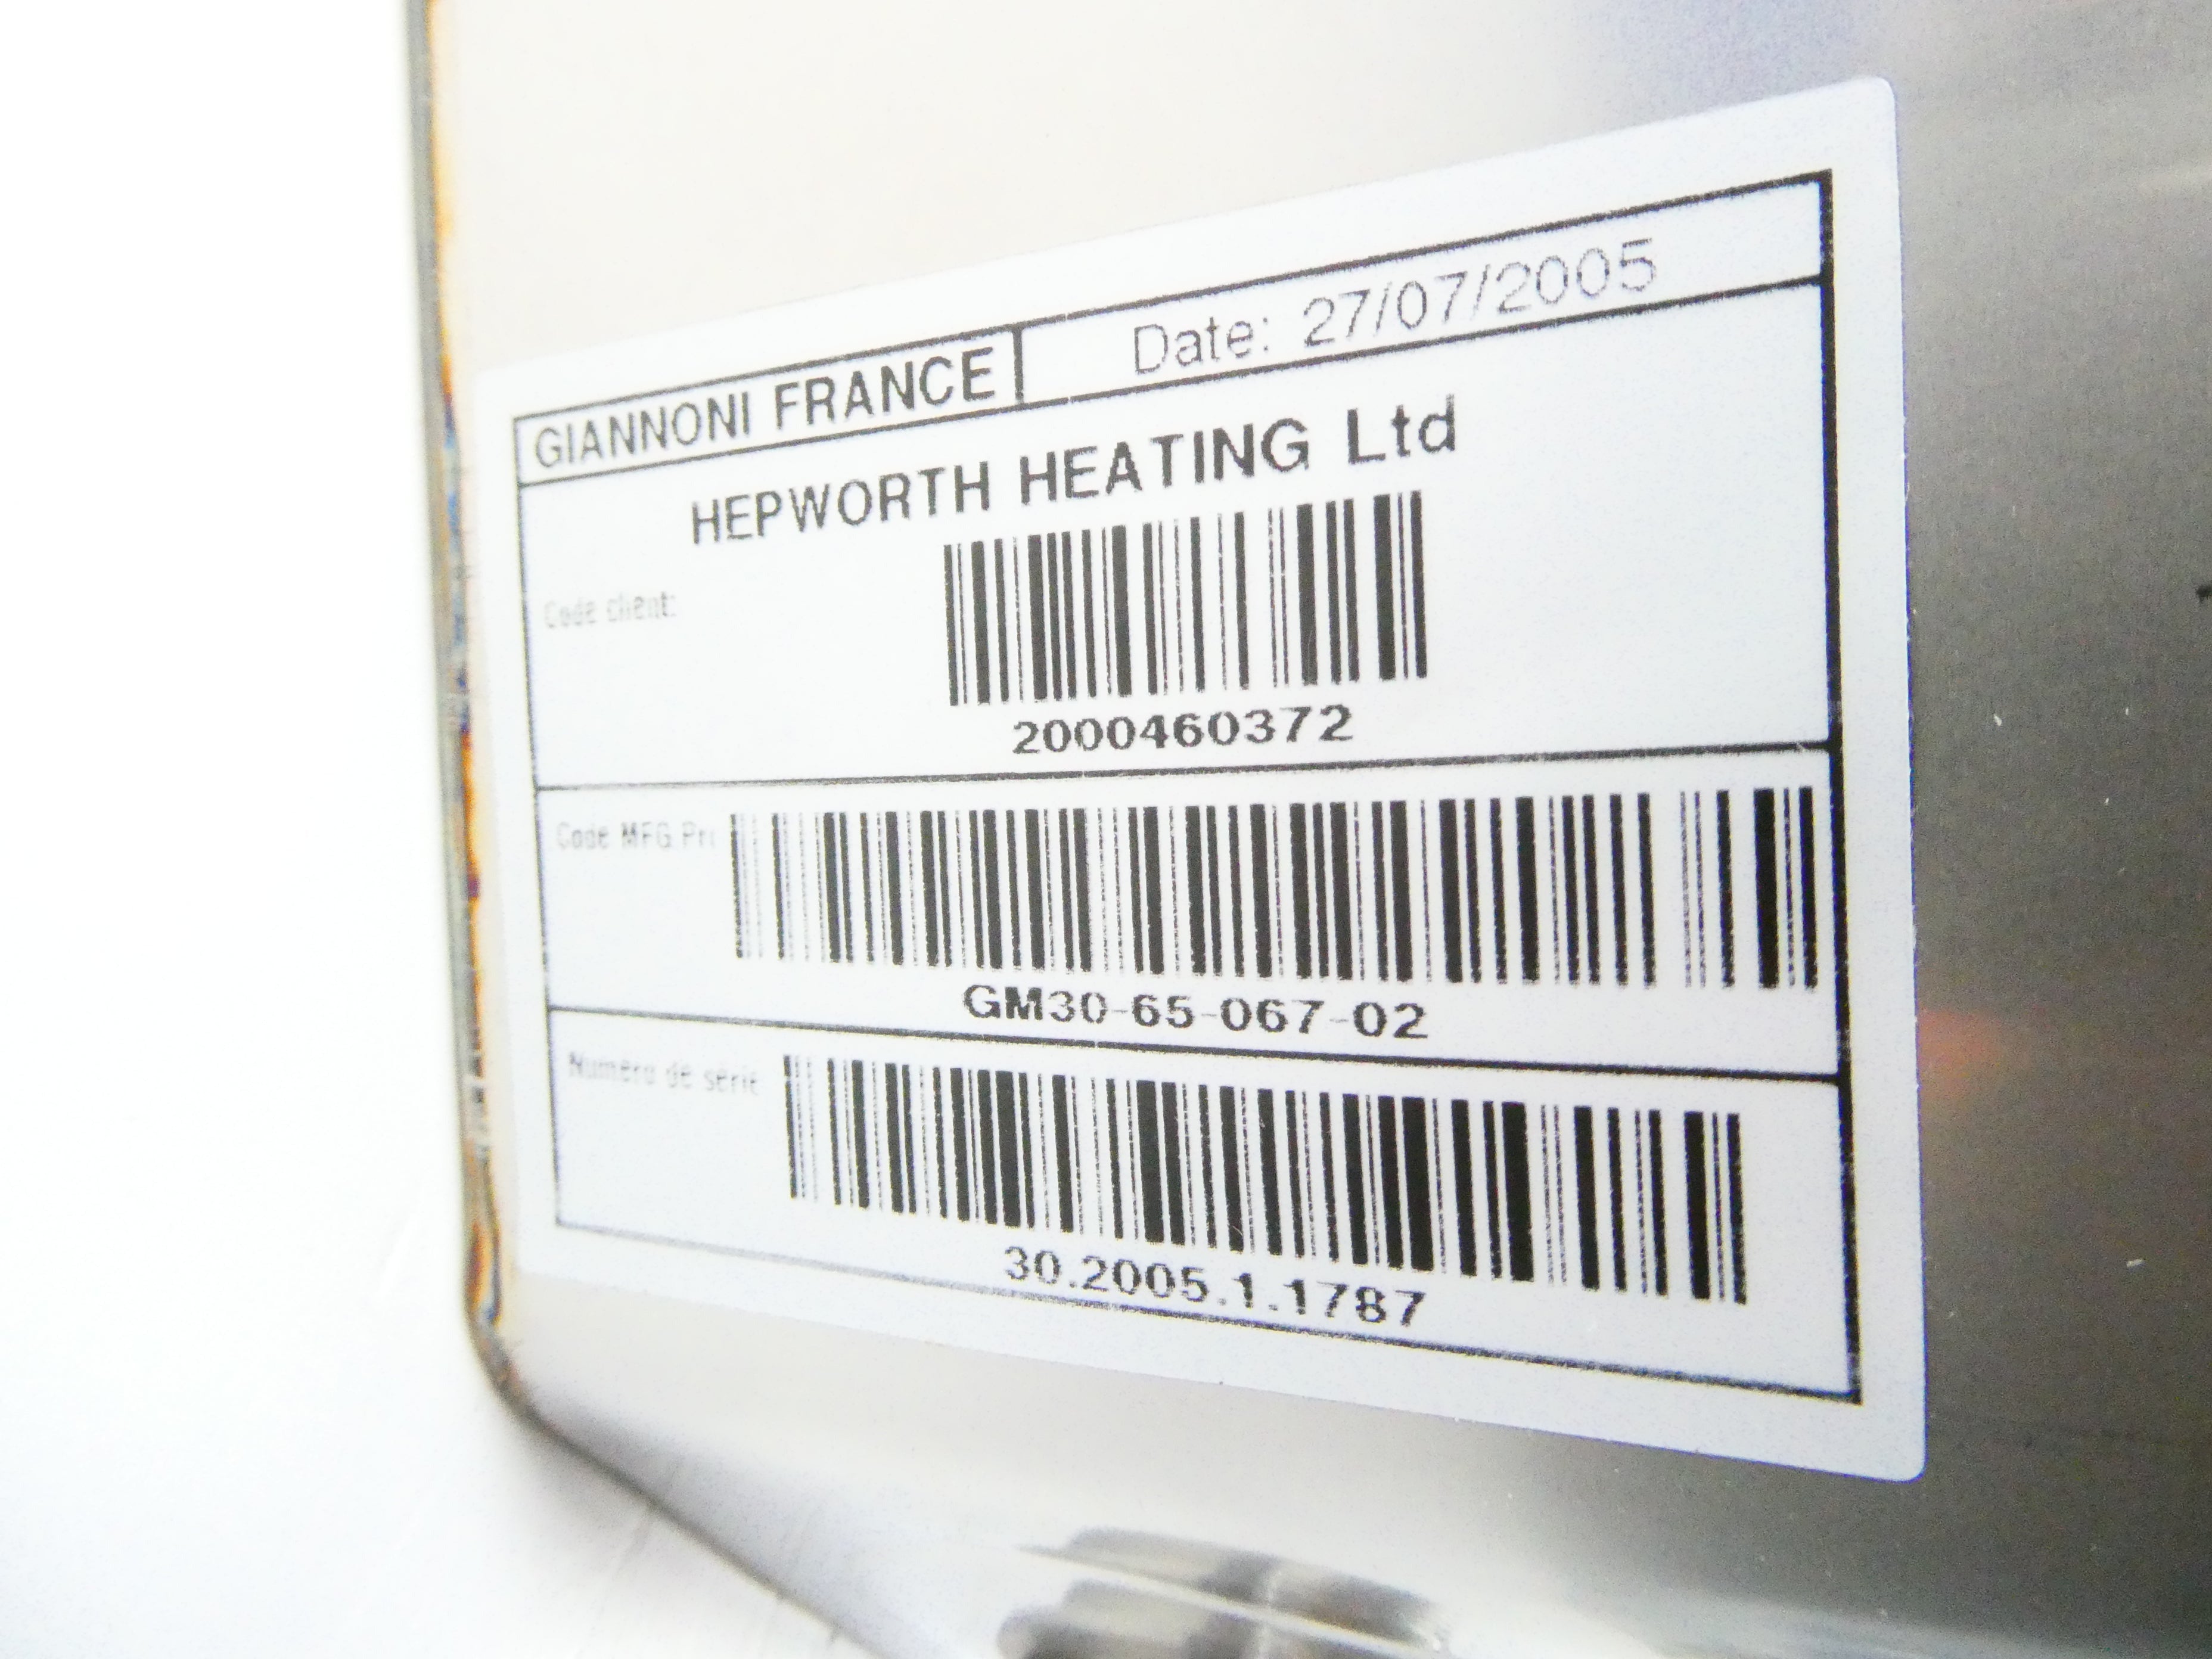 GIANNONI FRANCE
Date: 27/07/2005
HEPWORTH HEATING Ltd
Code client:
2000460372
Code MFG Pr
GM30-65-067-02
Numéro de série
30.2005.1.1787